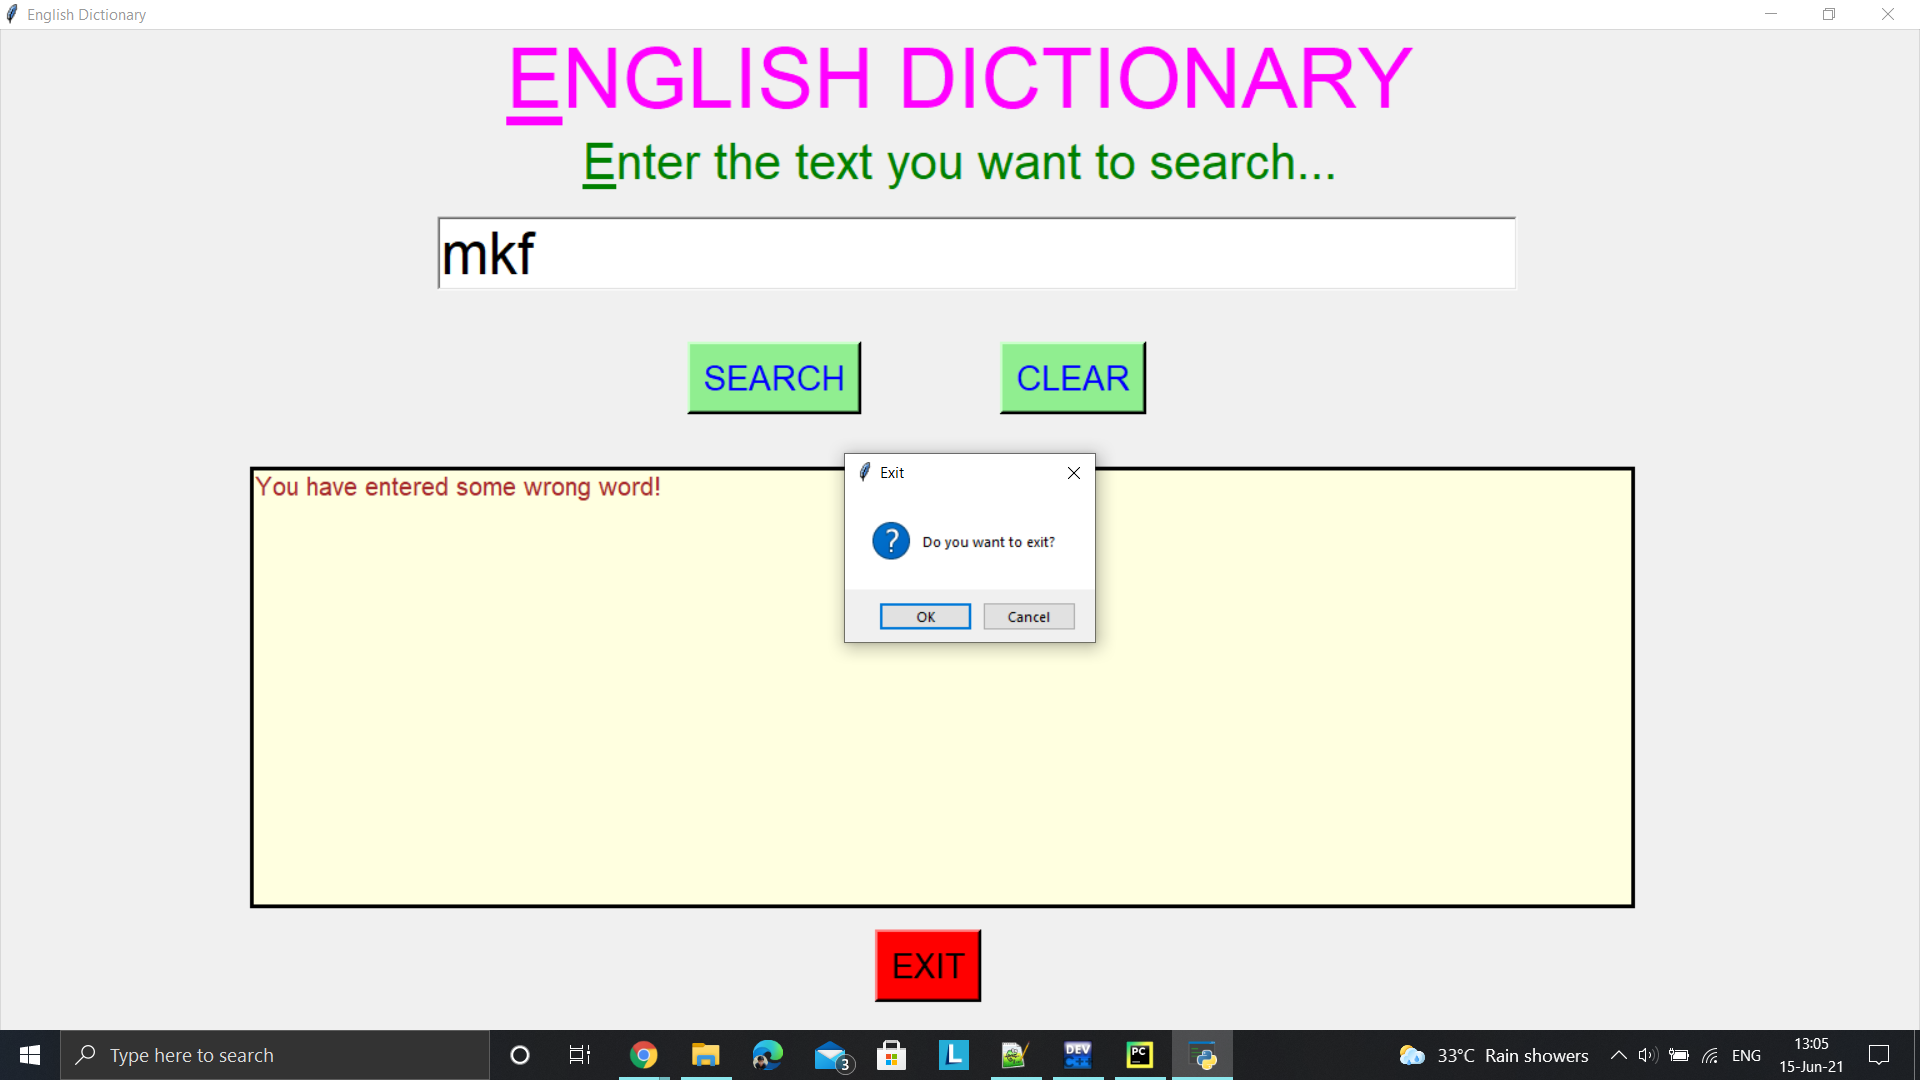 English Dictionary
ENGLISH DICTIONARY
Enter the text you want to search...
mkf
SEARCH CLEAR
You have entered some wrong word!
Exit
Do you want to exit?
OK Cancel
EXIT
Type here to search
3
L
DEV
C++
PC
33°C Rain showers
ENG
13:05
15-Jun-21